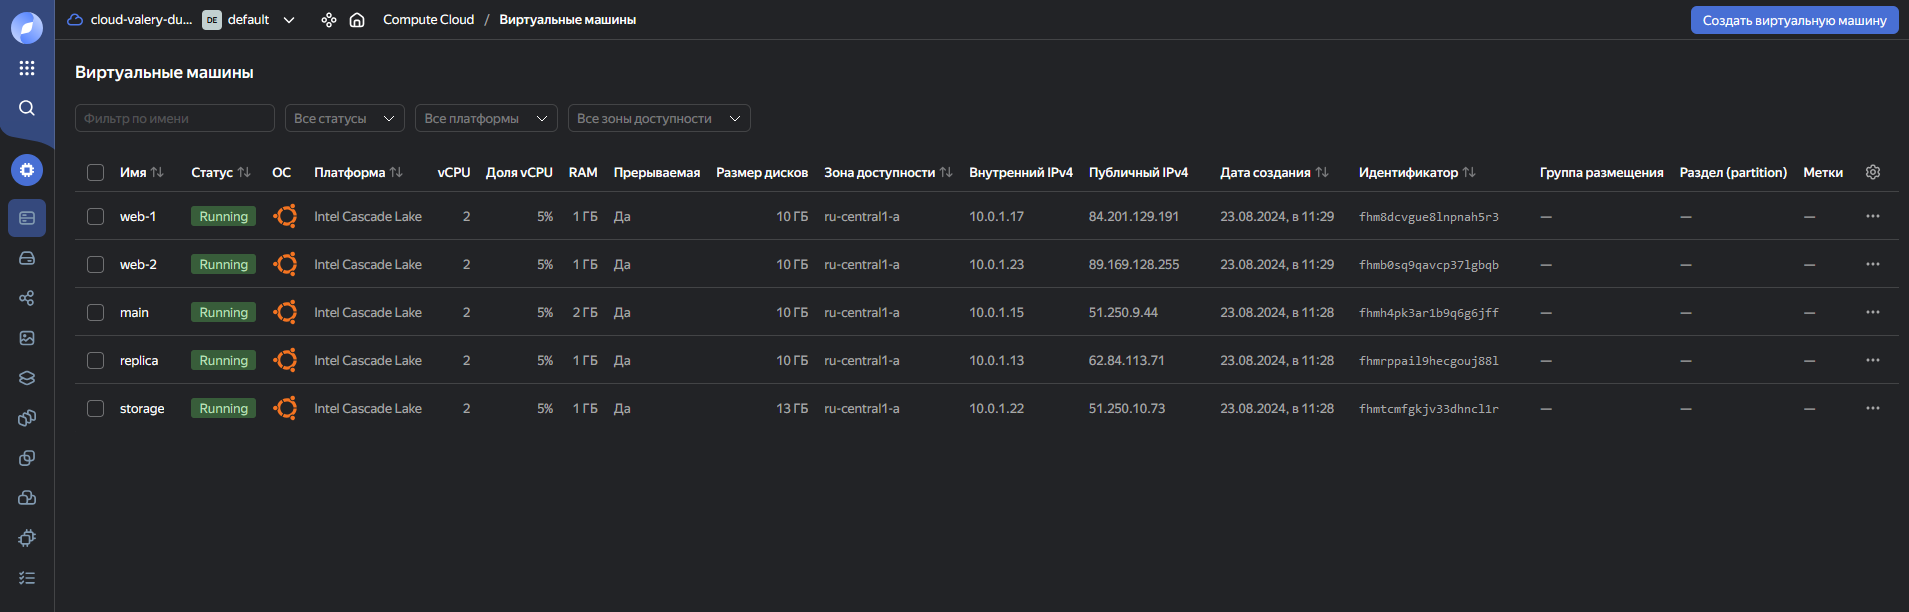 cloud-valery-du... DE default Compute Cloud / Виртуальные машины Создать виртуальную машину
Виртуальные машины
Фильтр по имени Все статусы Все платформы Все зоны доступности
Имя Статус ОС Платформа vCPU Доля vCPU RAM Прерываемая Размер дисков Зона доступности Внутренний IPv4 Публичный IPv4 Дата создания Идентификатор Группа размещения Раздел (partition) Метки
web-1 Running Intel Cascade Lake 2 5% 1 ГБ Да 10 ГБ ru-central1-a 10.0.1.17 84.201.129.191 23.08.2024, в 11:29 fhm8dcvgue8lnpnah5r3 — — —
web-2 Running Intel Cascade Lake 2 5% 1 ГБ Да 10 ГБ ru-central1-a 10.0.1.23 89.169.128.255 23.08.2024, в 11:29 fhmb0sq9qavcp37lgbqb — — —
main Running Intel Cascade Lake 2 5% 2 ГБ Да 10 ГБ ru-central1-a 10.0.1.15 51.250.9.44 23.08.2024, в 11:28 fhmh4pk3ar1b9q6g6jff — — —
replica Running Intel Cascade Lake 2 5% 1 ГБ Да 10 ГБ ru-central1-a 10.0.1.13 62.84.113.71 23.08.2024, в 11:28 fhmrppail9hecgouj88l — — —
storage Running Intel Cascade Lake 2 5% 1 ГБ Да 13 ГБ ru-central1-a 10.0.1.22 51.250.10.73 23.08.2024, в 11:28 fhmtcmfgkjv33dhncl1r — — —